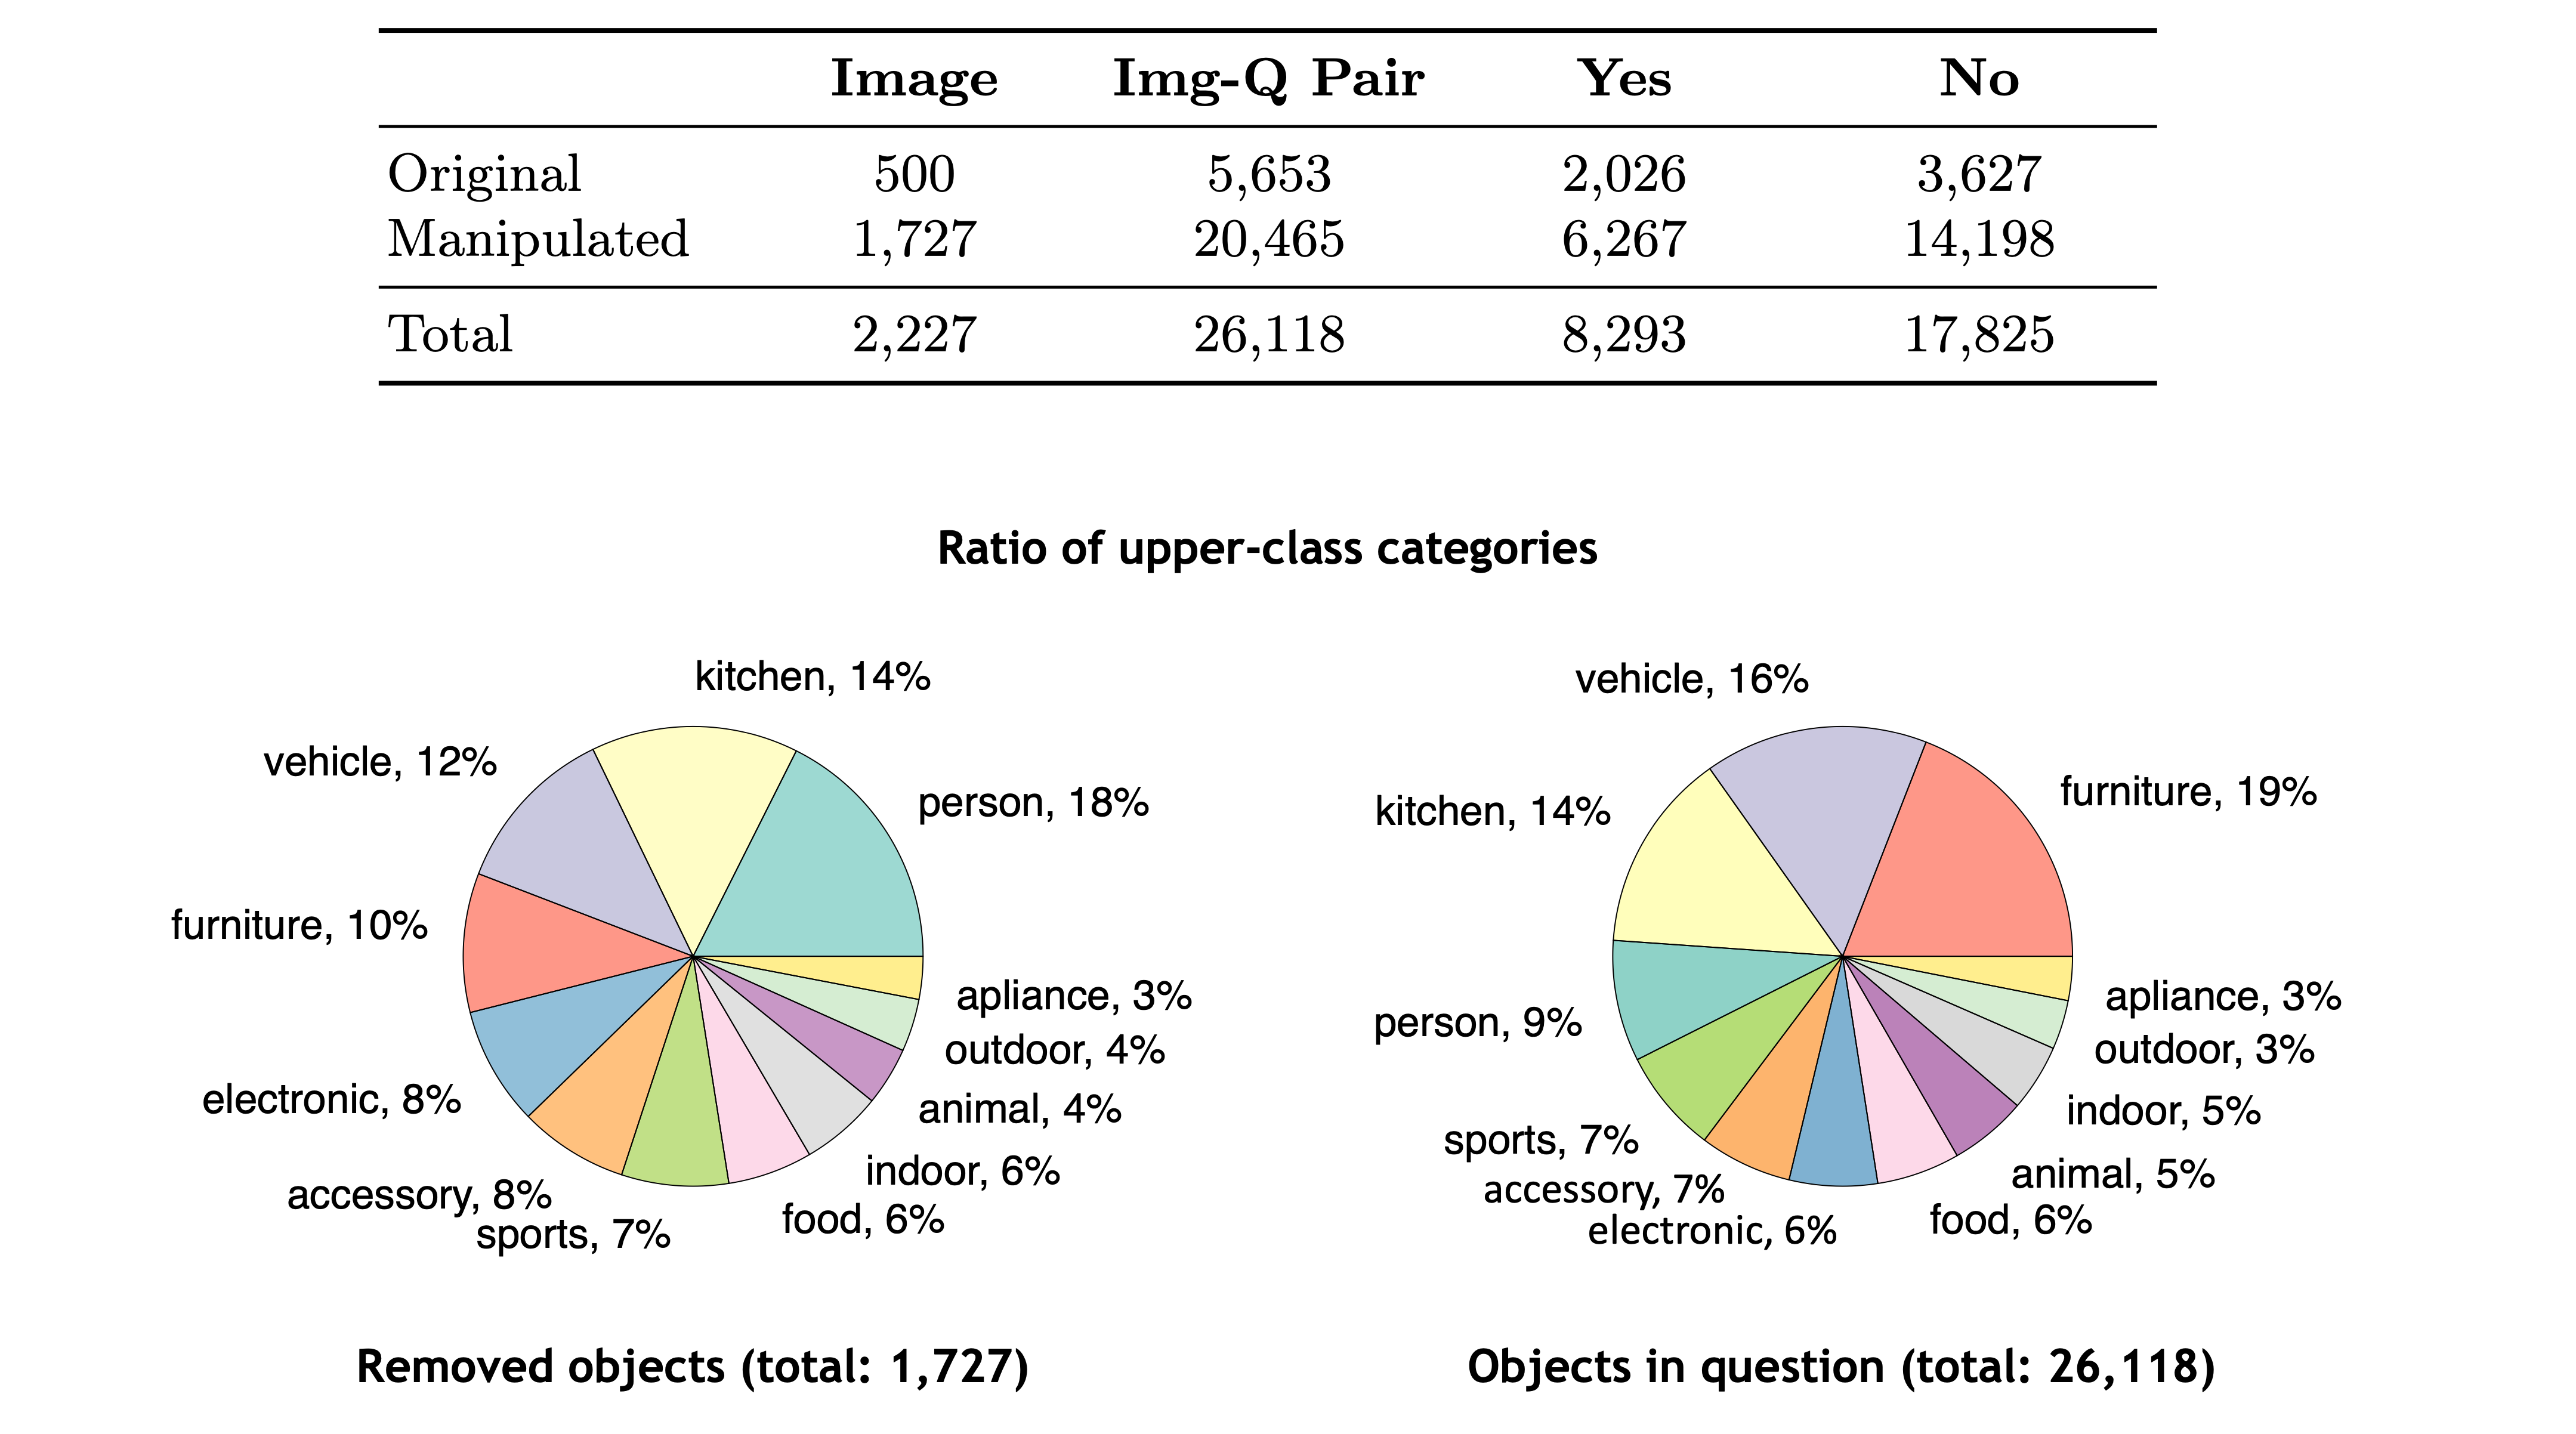 Image Img-Q Pair Yes No
Original 500 5,653 2,026 3,627
Manipulated 1,727 20,465 6,267 14,198
Total 2,227 26,118 8,293 17,825
Ratio of upper-class categories
kitchen, 14%
person, 18%
vehicle, 12%
furniture, 10%
electronic, 8%
accessory, 8%
sports, 7%
food, 6%
indoor, 6%
animal, 4%
outdoor, 4%
apliance, 3%
Removed objects (total: 1,727)
vehicle, 16%
furniture, 19%
kitchen, 14%
person, 9%
sports, 7%
accessory, 7%
electronic, 6%
food, 6%
animal, 5%
indoor, 5%
outdoor, 3%
apliance, 3%
Objects in question (total: 26,118)